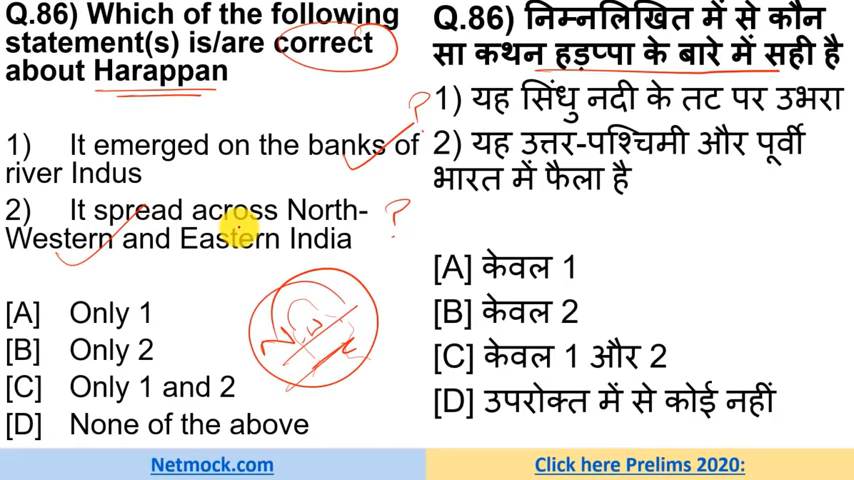 Q.86) Which of the following
statement(s) is/are correct
about Harappan
1) It emerged on the banks of
river Indus
2) It spread across North-
Western and Eastern India
[A] Only 1
[B] Only 2
[C] Only 1 and 2
[D] None of the above
Q.86) निम्नलिखित में से कौन
सा कथन हड़प्पा के बारे में सही है
1) यह सिंधु नदी के तट पर उभरा
2) यह उत्तर-पश्चिमी और पूर्वी
भारत में फैला है
[A] केवल 1
[B] केवल 2
[C] केवल 1 और 2
[D] उपरोक्त में से कोई नहीं
?
?
Netmock.com
Click here Prelims 2020: